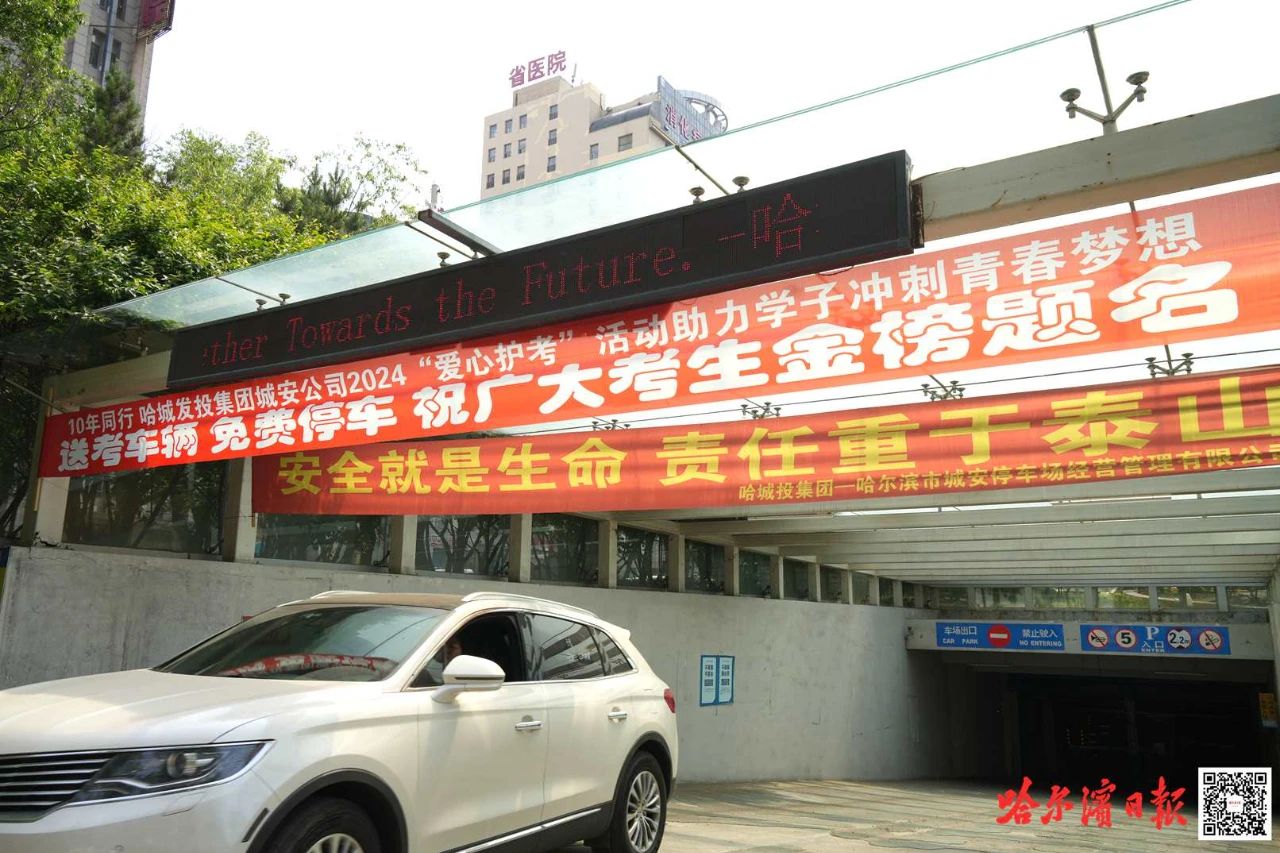 省医院
消化
ther Towards the Future. 一哈
10年同行 哈城发投集团城安公司2024 “爱心护考” 活动助力学子冲刺青春梦想
送考车辆 免费停车 祝广大考生金榜题名
安全就是生命 责任重于泰山
哈城投集团—哈尔滨市城安停车场经营管理有限公司
车场出口 禁止驶入
CAR PARK NO ENTERING
5 P 入口 2.2m
ENTER
哈尔濱日报